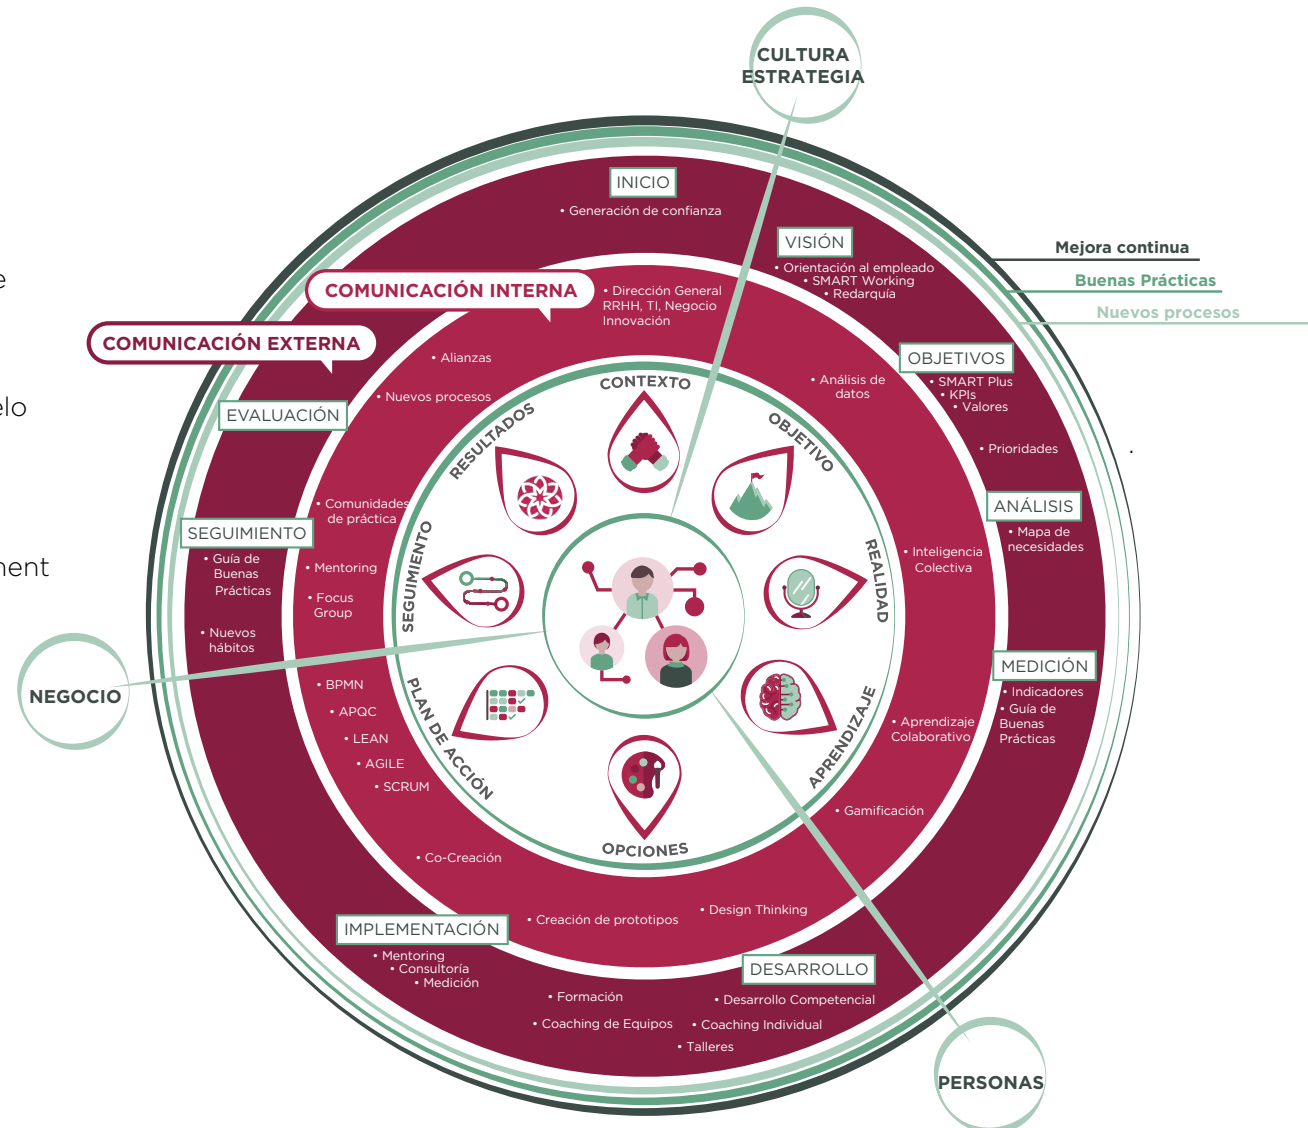 CULTURA
ESTRATEGIA
INICIO
• Generación de confianza
VISIÓN
• Orientación al empleado
• SMART Working
• Redarquía
Mejora continua
Buenas Prácticas
Nuevos procesos
e
elo
ment
COMUNICACIÓN INTERNA
COMUNICACIÓN EXTERNA
• Dirección General
RRHH, TI, Negocio
Innovación
• Alianzas
• Nuevos procesos
• Análisis de
datos
OBJETIVOS
• SMART Plus
• KPIs
• Valores
• Prioridades
.
EVALUACIÓN
CONTEXTO
OBJETIVO
REALIDAD
APRENDIZAJE
OPCIONES
PLAN DE ACCIÓN
SEGUIMIENTO
RESULTADOS
ANÁLISIS
• Mapa de
necesidades
• Comunidades
de práctica
SEGUIMIENTO
• Guía de
Buenas
Prácticas
• Nuevos
hábitos
• Mentoring
• Focus
Group
• Inteligencia
Colectiva
NEGOCIO
MEDICIÓN
• Indicadores
• Guía de
Buenas
Prácticas
• BPMN
• APQC
• LEAN
• AGILE
• SCRUM
• Aprendizaje
Colaborativo
• Gamificación
• Co-Creación
• Creación de prototipos
• Design Thinking
IMPLEMENTACIÓN
• Mentoring
• Consultoría
• Medición
DESARROLLO
• Desarrollo Competencial
• Formación
• Coaching de Equipos
• Coaching Individual
• Talleres
PERSONAS